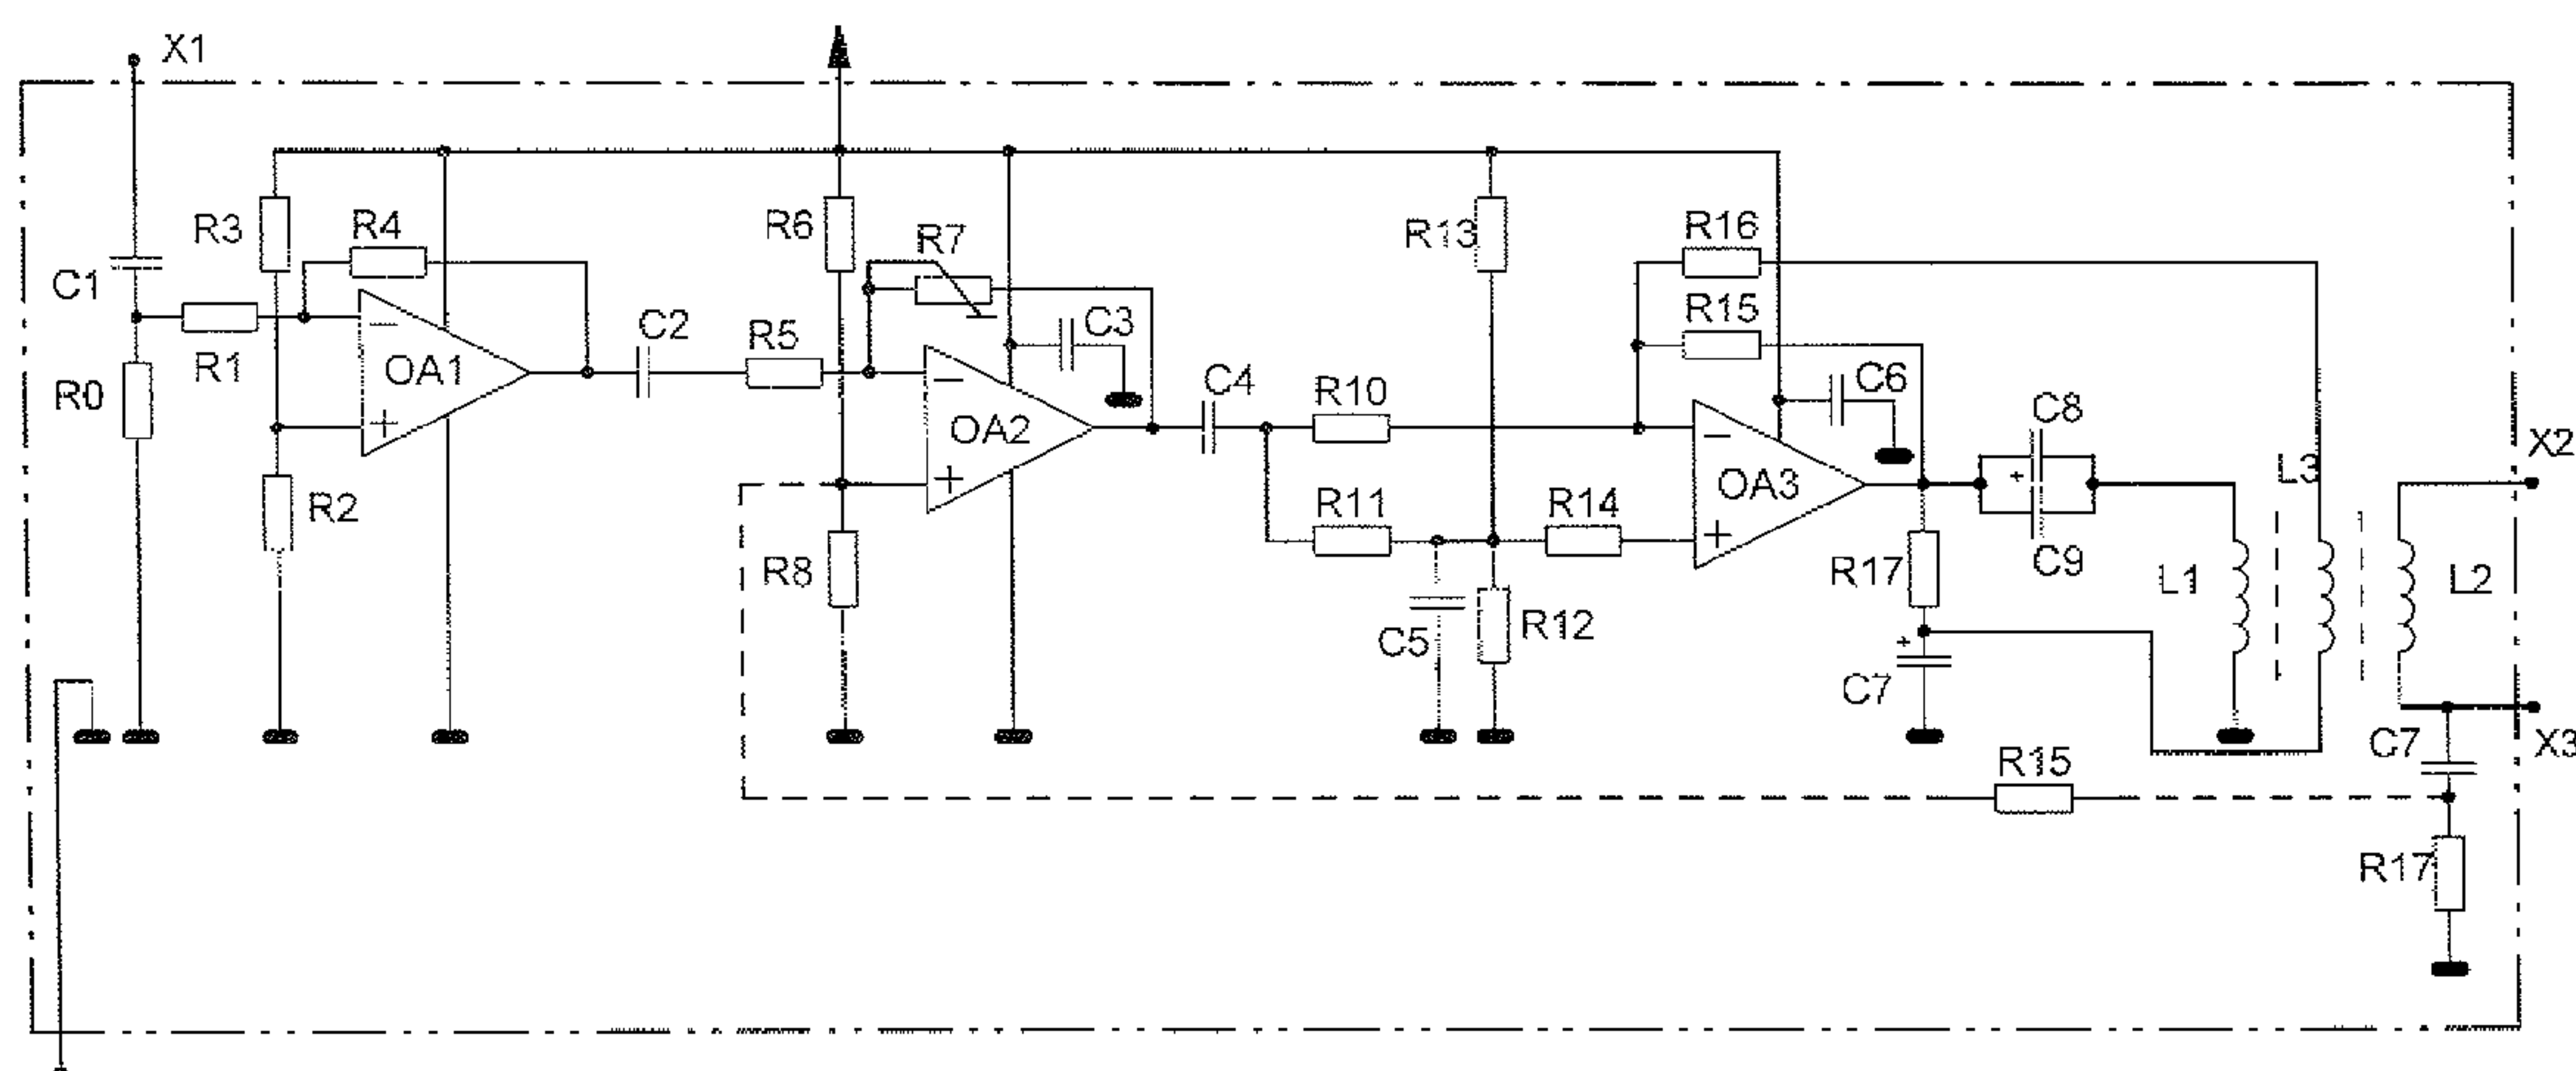 X1
R3
R4
R6
R7
R13
R16
C1
R1
R0
OA1
+
R2
C2
R5
C3
R15
OA2
+
R8
C4
R10
C6
R11
R14
OA3
+
C5
R12
R17
+
C7
C8
+
C9
L1
L3
L2
X2
X3
C7
R15
R17